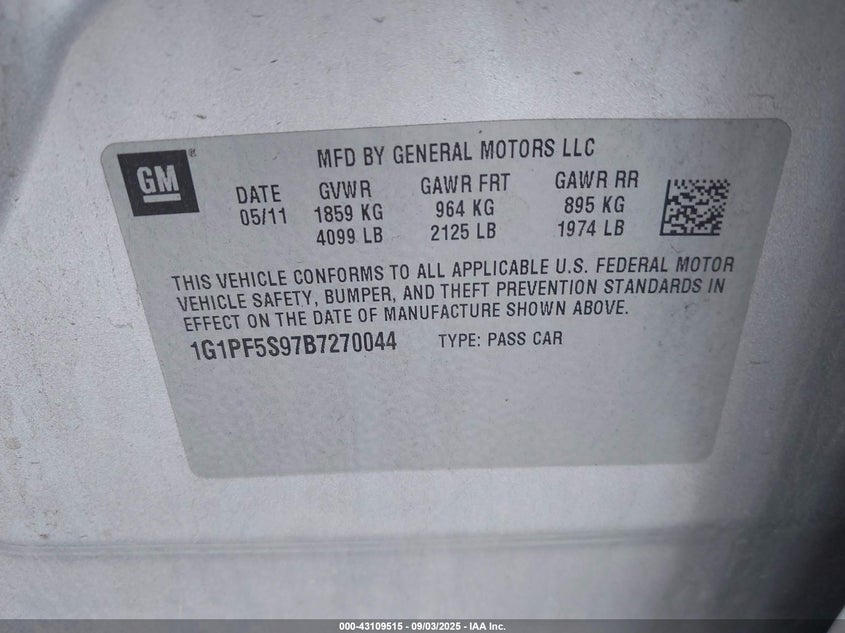 GM ®
MFD BY GENERAL MOTORS LLC
DATE GVWR GAWR FRT GAWR RR
05/11 1859 KG 964 KG 895 KG
4099 LB 2125 LB 1974 LB
THIS VEHICLE CONFORMS TO ALL APPLICABLE U.S. FEDERAL MOTOR
VEHICLE SAFETY, BUMPER, AND THEFT PREVENTION STANDARDS IN
EFFECT ON THE DATE OF MANUFACTURE SHOWN ABOVE.
1G1PF5S97B7270044 TYPE: PASS CAR
000-43109515 - 09/03/2025 - IAA Inc.